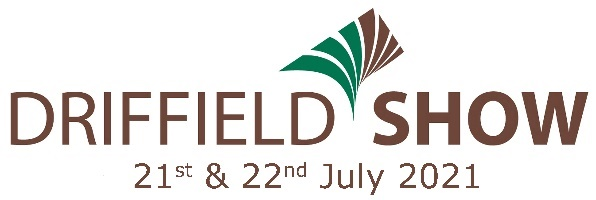 DRIFFIELD SHOW
21st & 22nd July 2021